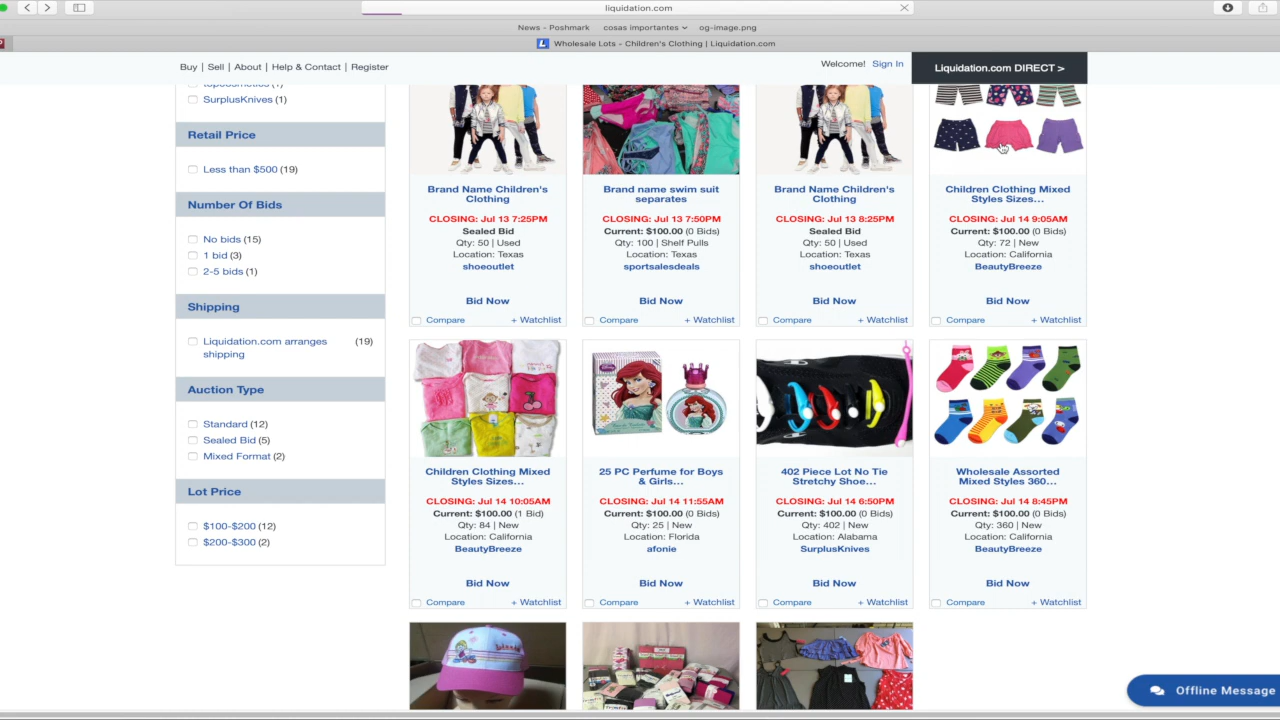 liquidation.com
News – Poshmark cosas importantes og-image.png
Wholesale Lots - Children's Clothing | Liquidation.com
Buy | Sell | About | Help & Contact | Register
Welcome! Sign In
Liquidation.com DIRECT >
SurplusKnives (1)
Retail Price
Less than $500 (19)
Number Of Bids
No bids (15)
1 bid (3)
2-5 bids (1)
Shipping
Liquidation.com arranges (19)
shipping
Auction Type
Standard (12)
Sealed Bid (5)
Mixed Format (2)
Lot Price
$100-$200 (12)
$200-$300 (2)
Brand Name Children's
Clothing
CLOSING: Jul 13 7:25PM
Sealed Bid
Qty: 50 | Used
Location: Texas
shoeoutlet
Bid Now
Compare + Watchlist
Brand name swim suit
separates
CLOSING: Jul 13 7:50PM
Current: $100.00 (0 Bids)
Qty: 100 | Shelf Pulls
Location: Texas
sportsalesdeals
Bid Now
Compare + Watchlist
Brand Name Children's
Clothing
CLOSING: Jul 13 8:25PM
Sealed Bid
Qty: 50 | Used
Location: Texas
shoeoutlet
Bid Now
Compare + Watchlist
Children Clothing Mixed
Styles Sizes...
CLOSING: Jul 14 9:05AM
Current: $100.00 (0 Bids)
Qty: 72 | New
Location: California
BeautyBreeze
Bid Now
Compare + Watchlist
Children Clothing Mixed
Styles Sizes...
CLOSING: Jul 14 10:05AM
Current: $100.00 (1 Bid)
Qty: 84 | New
Location: California
BeautyBreeze
Bid Now
Compare + Watchlist
25 PC Perfume for Boys
& Girls...
CLOSING: Jul 14 11:55AM
Current: $100.00 (0 Bids)
Qty: 25 | New
Location: Florida
afonie
Bid Now
Compare + Watchlist
402 Piece Lot No Tie
Stretchy Shoe...
CLOSING: Jul 14 6:50PM
Current: $100.00 (0 Bids)
Qty: 402 | New
Location: Alabama
SurplusKnives
Bid Now
Compare + Watchlist
Wholesale Assorted
Mixed Styles 360...
CLOSING: Jul 14 8:45PM
Current: $100.00 (0 Bids)
Qty: 360 | New
Location: California
BeautyBreeze
Bid Now
Compare + Watchlist
Offline Message